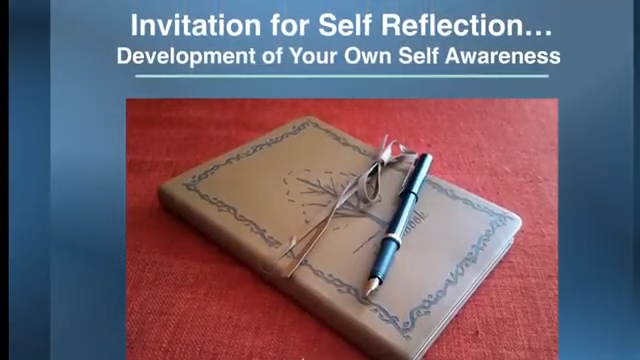 Invitation for Self Reflection…
Development of Your Own Self Awareness